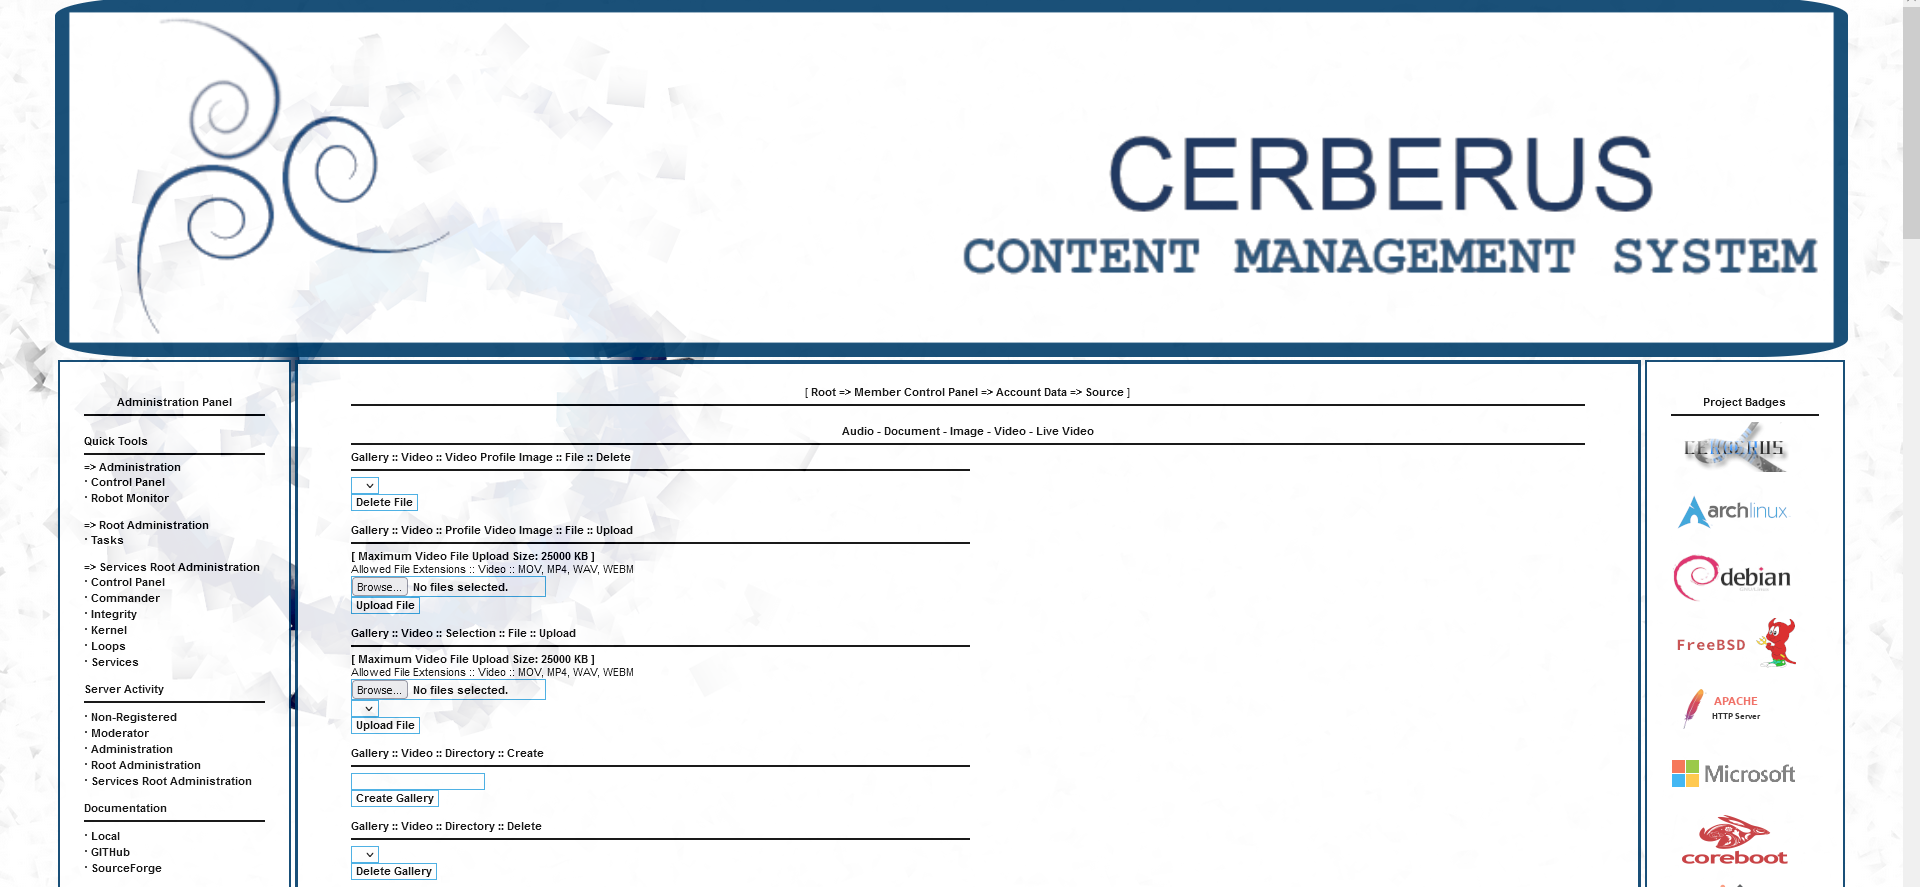 CERBERUS
CONTENT MANAGEMENT SYSTEM
Administration Panel
Quick Tools
=> Administration
· Control Panel
· Robot Monitor
=> Root Administration
· Tasks
=> Services Root Administration
· Control Panel
· Commander
· Integrity
· Kernel
· Loops
· Services
Server Activity
· Non-Registered
· Moderator
· Administration
· Root Administration
· Services Root Administration
Documentation
· Local
· GITHub
· SourceForge
[ Root => Member Control Panel => Account Data => Source ]
Audio - Document - Image - Video - Live Video
Gallery :: Video :: Video Profile Image :: File :: Delete
Delete File
Gallery :: Video :: Profile Video Image :: File :: Upload
[ Maximum Video File Upload Size: 25000 KB ]
Allowed File Extensions :: Video :: MOV, MP4, WAV, WEBM
Browse... No files selected.
Upload File
Gallery :: Video :: Selection :: File :: Upload
[ Maximum Video File Upload Size: 25000 KB ]
Allowed File Extensions :: Video :: MOV, MP4, WAV, WEBM
Browse... No files selected.
Upload File
Gallery :: Video :: Directory :: Create
Create Gallery
Gallery :: Video :: Directory :: Delete
Delete Gallery
Project Badges
CERBERUS
archlinux
debian
FreeBSD
APACHE
HTTP Server
Microsoft
coreboot